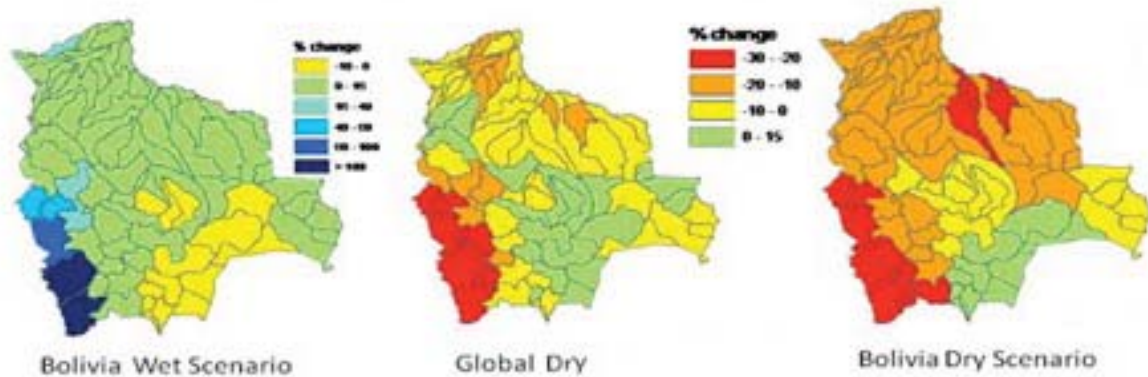 % change
-10 - 0
0 - 15
% change
-30 - -20
-20 - -10
-10 - 0
0 - 15
Bolivia Wet Scenario
Global Dry
Bolivia Dry Scenario